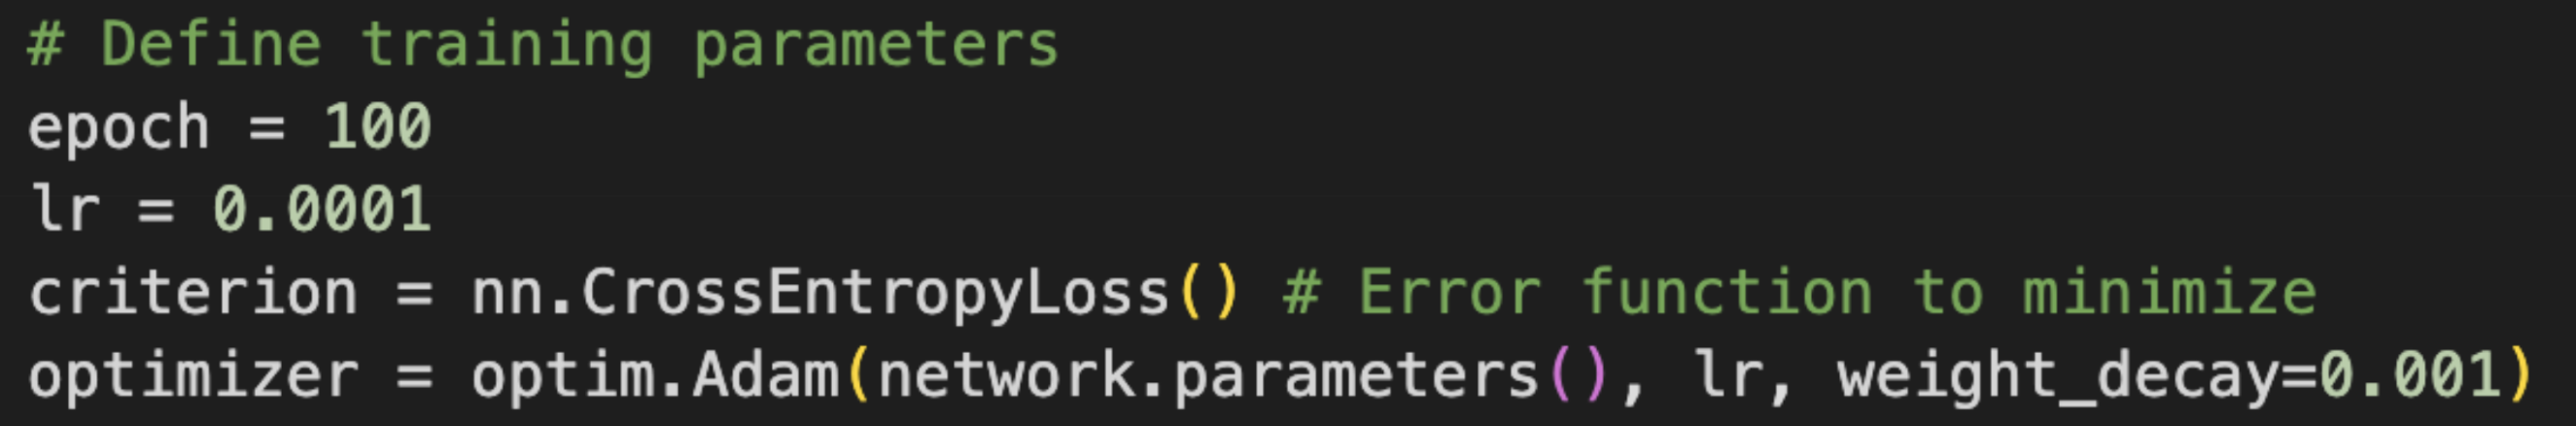 # Define training parameters
epoch = 100
lr = 0.0001
criterion = nn.CrossEntropyLoss() # Error function to minimize
optimizer = optim.Adam(network.parameters(), lr, weight_decay=0.001)